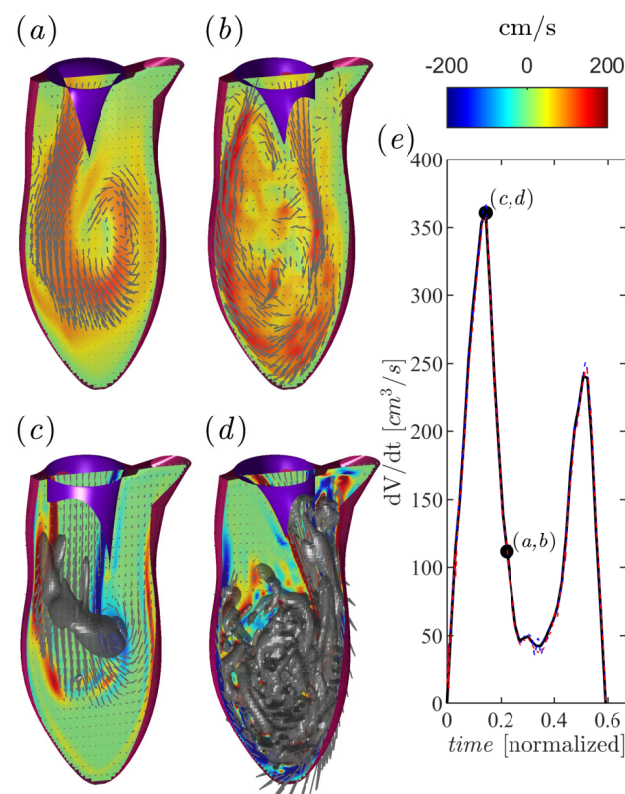 (a)
(b)
cm/s
-200 0 200
(e)
400
350
300
250
200
150
100
50
0
dV/dt [cm³/s]
(c,d)
(a,b)
0 0.2 0.4 0.6
time [normalized]
(c)
(d)